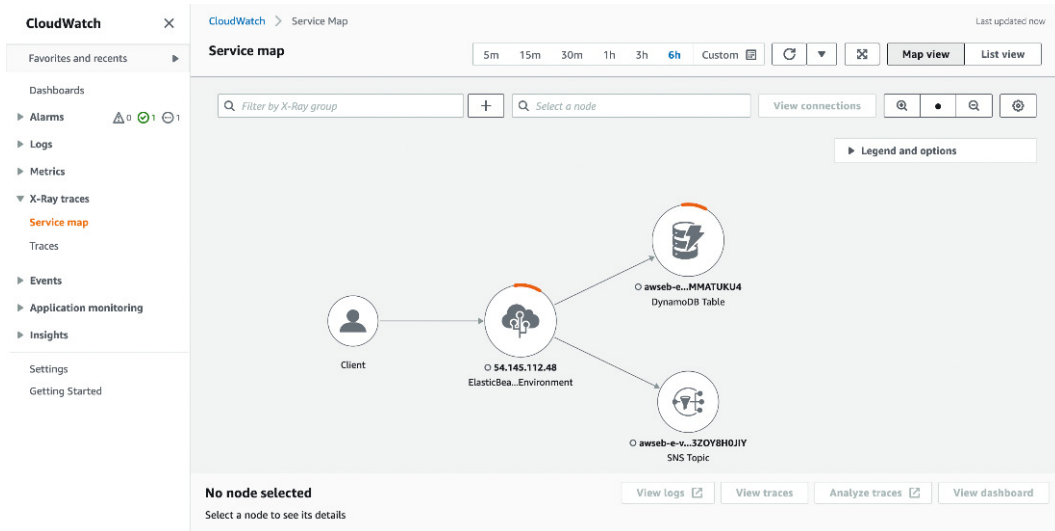 CloudWatch
Favorites and recents
Dashboards
Alarms 0 1 1
Logs
Metrics
X-Ray traces
Service map
Traces
Events
Application monitoring
Insights
Settings
Getting Started
CloudWatch > Service Map
Last updated now
Service map
5m 15m 30m 1h 3h 6h Custom
Map view List view
Filter by X-Ray group
Select a node
View connections
Legend and options
awseb-e...MMATUKU4
DynamoDB Table
Client
54.145.112.48
ElasticBea...Environment
awseb-e-v...3ZOY8H0JIY
SNS Topic
No node selected
Select a node to see its details
View logs View traces Analyze traces View dashboard